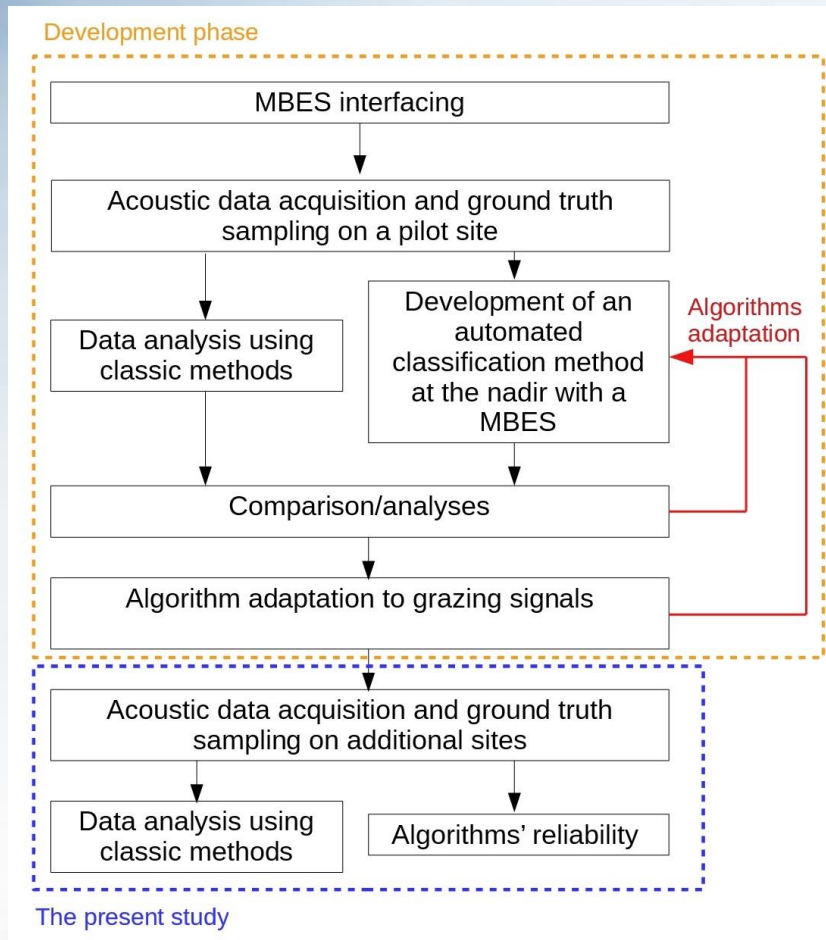 Development phase
MBES interfacing
Acoustic data acquisition and ground truth
sampling on a pilot site
Data analysis using
classic methods
Development of an
automated
classification method
at the nadir with a
MBES
Algorithms
adaptation
Comparison/analyses
Algorithm adaptation to grazing signals
Acoustic data acquisition and ground truth
sampling on additional sites
Data analysis using
classic methods
Algorithms’ reliability
The present study